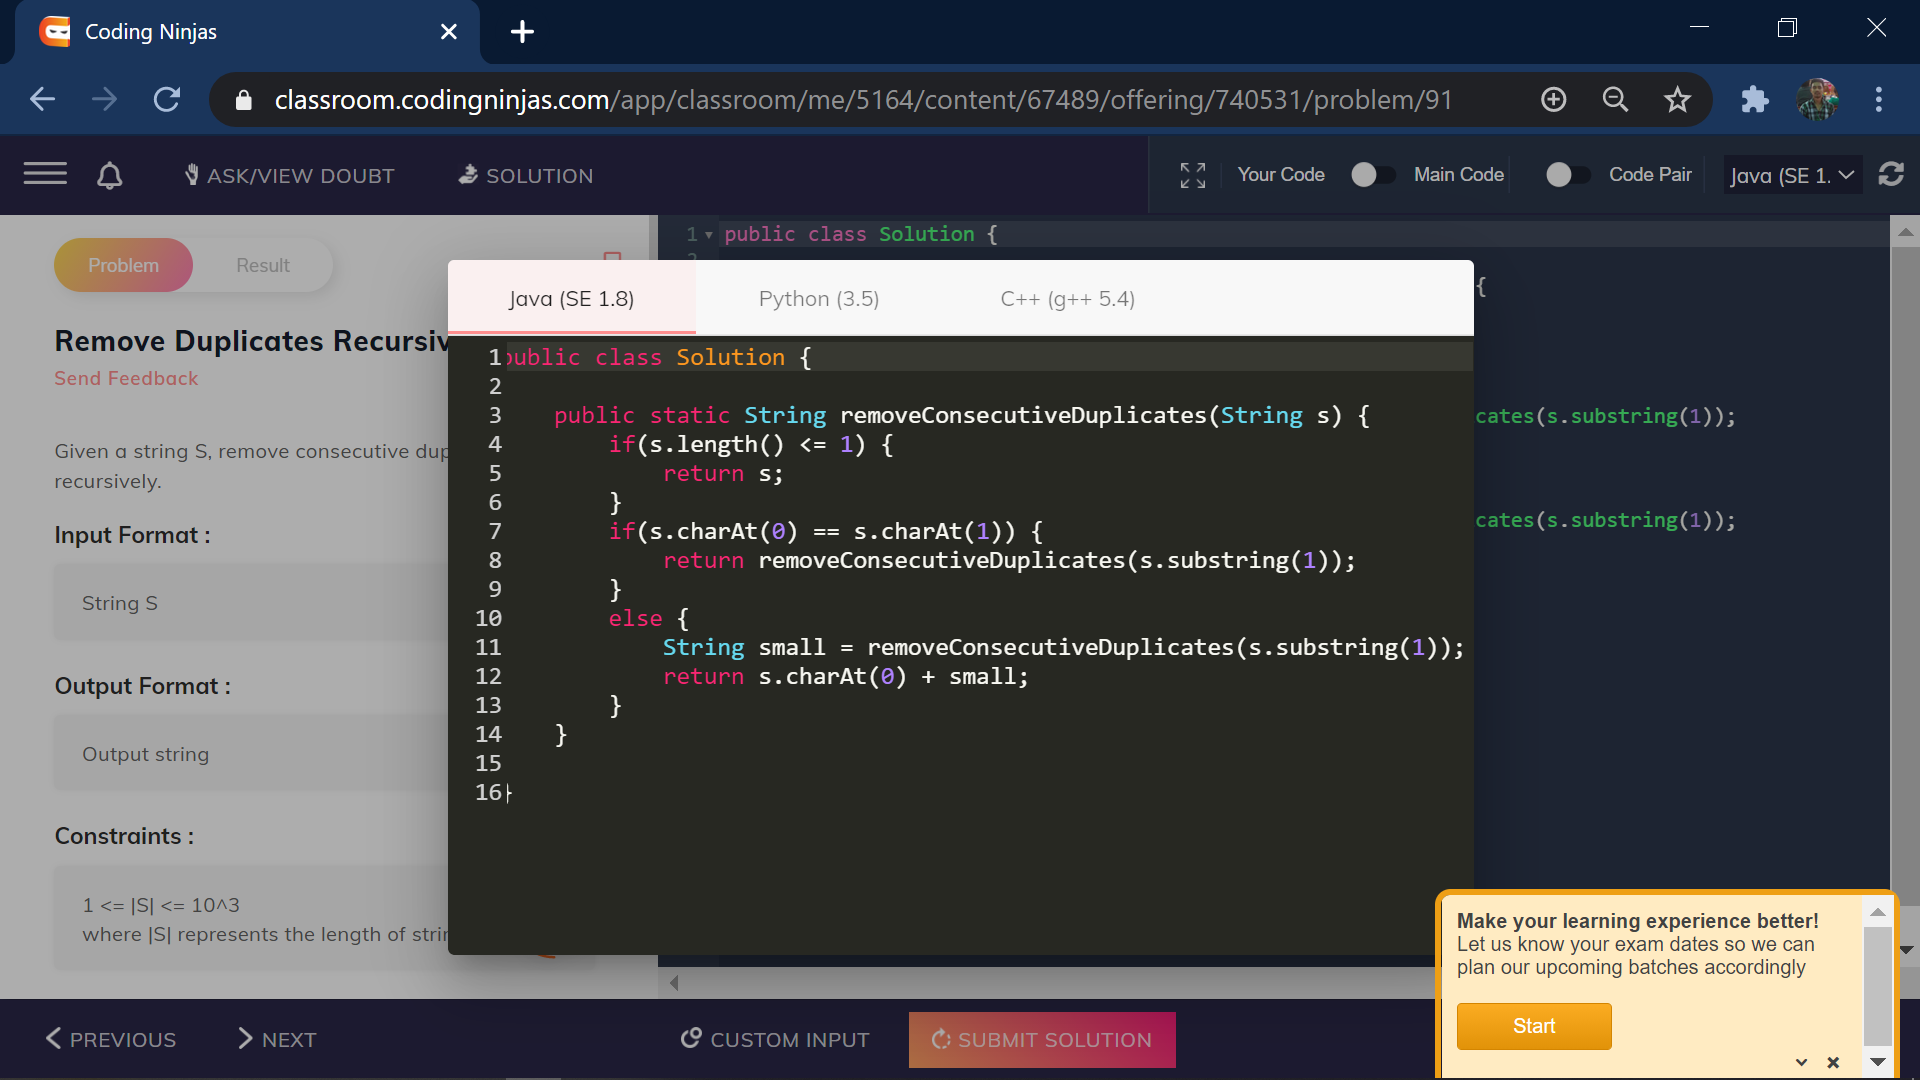 Coding Ninjas
classroom.codingninjas.com/app/classroom/me/5164/content/67489/offering/740531/problem/91
ASK/VIEW DOUBT
SOLUTION
Your Code
Main Code
Code Pair
Java (SE 1.
Problem
Result
Remove Duplicates
Send Feedback
Given a string S, remove consecutive
recursively.
Input Format :
String S
Output Format :
Output string
Constraints :
1 <= |S| <= 10^3
where |S| represents the length of
1 public class Solution {
2
{
cates(s.substring(1));
cates(s.substring(1));
Java (SE 1.8)
Python (3.5)
C++ (g++ 5.4)
1 public class Solution {
2
3 public static String removeConsecutiveDuplicates(String s) {
4 if(s.length() <= 1) {
5 return s;
6 }
7 if(s.charAt(0) == s.charAt(1)) {
8 return removeConsecutiveDuplicates(s.substring(1));
9 }
10 else {
11 String small = removeConsecutiveDuplicates(s.substring(1));
12 return s.charAt(0) + small;
13 }
14 }
15
16 }
Make your learning experience better!
Let us know your exam dates so we can
plan our upcoming batches accordingly
Start
PREVIOUS
NEXT
CUSTOM INPUT
SUBMIT SOLUTION